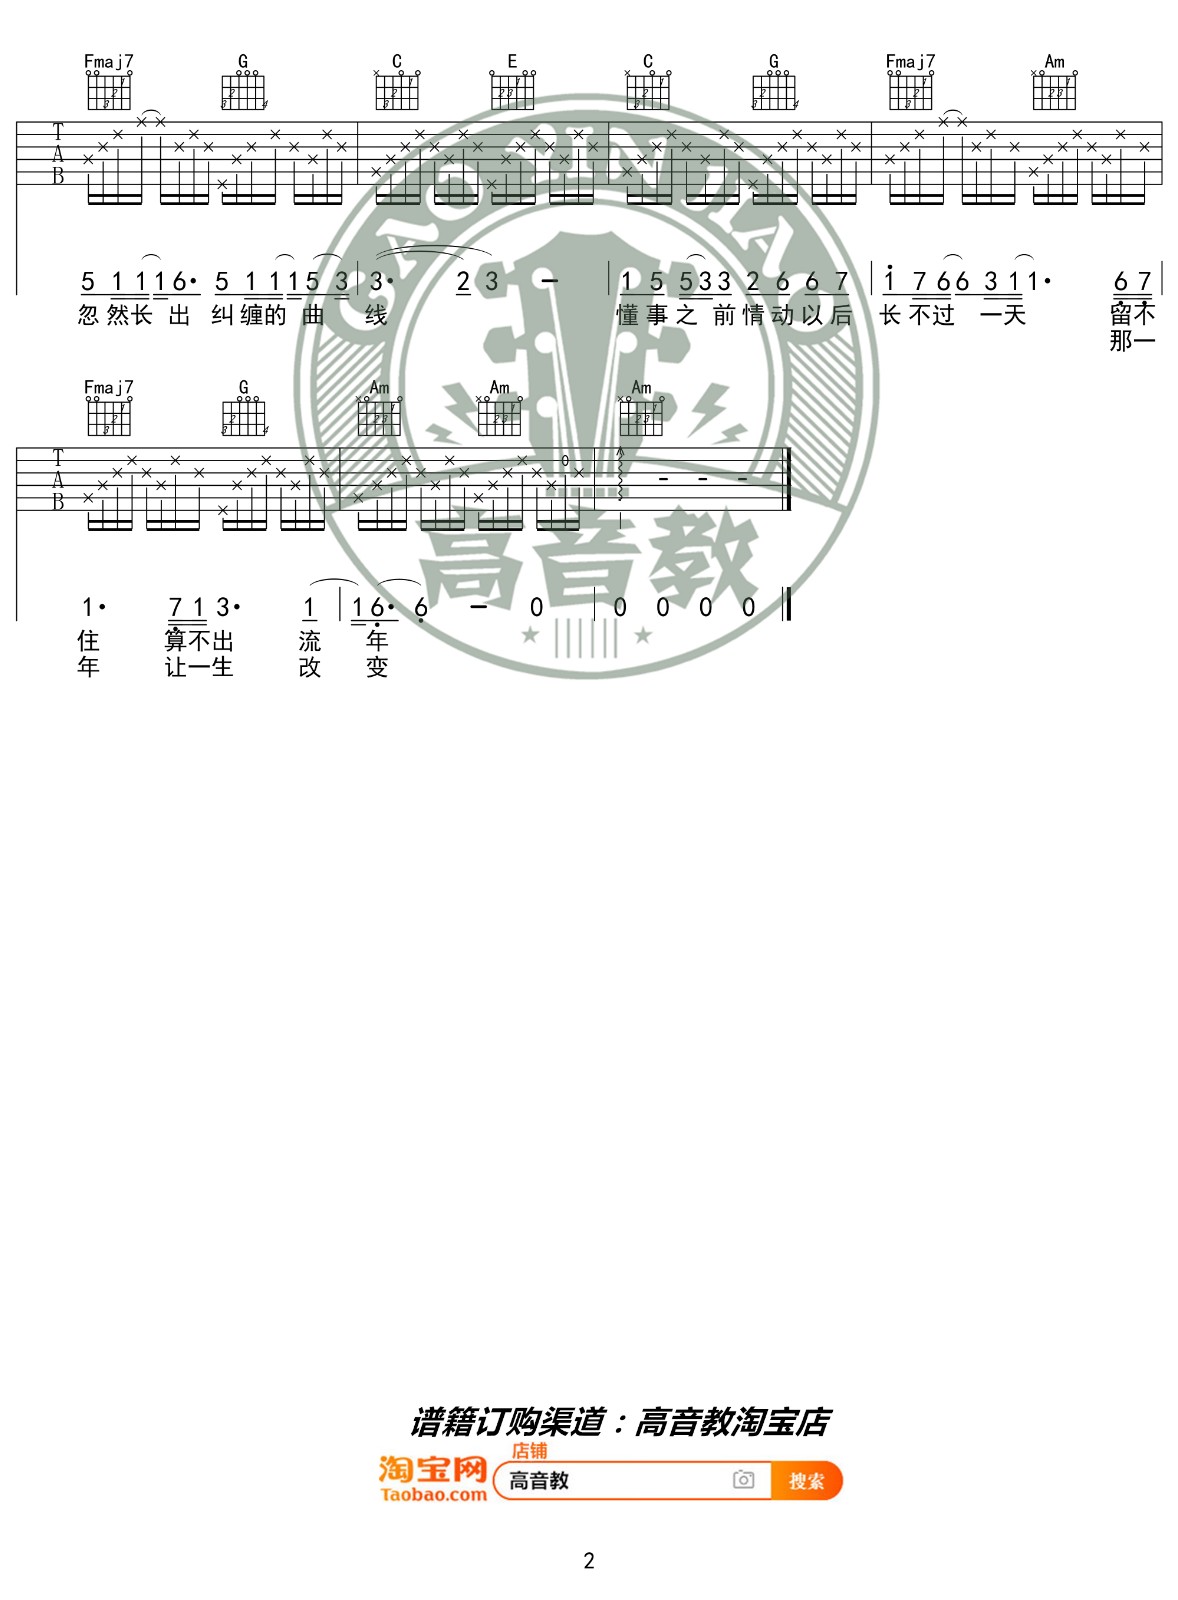 Fmaj7 G C E C G Fmaj7 Am
T
A
B
GAO YIN JIAO
5 1 1 1 6· 5 1 1 1 5 3 3· 2 3 - 1 5 5 3 3 2 6 6 7 1 7 6 6 3 1 1· 6 7
忽然长出 纠缠的曲线 懂事之前情动以后 长不过一天 留不
那一
Fmaj7 G Am Am Am
T
A
B
0
高音教
1· 7 1 3· 1 1 6· 6 - 0 0 0 0 0
住 算不出 流年
年 让一生 改变
谱籍订购渠道：高音教淘宝店
店铺
淘宝网 高音教 搜索
Taobao.com
2